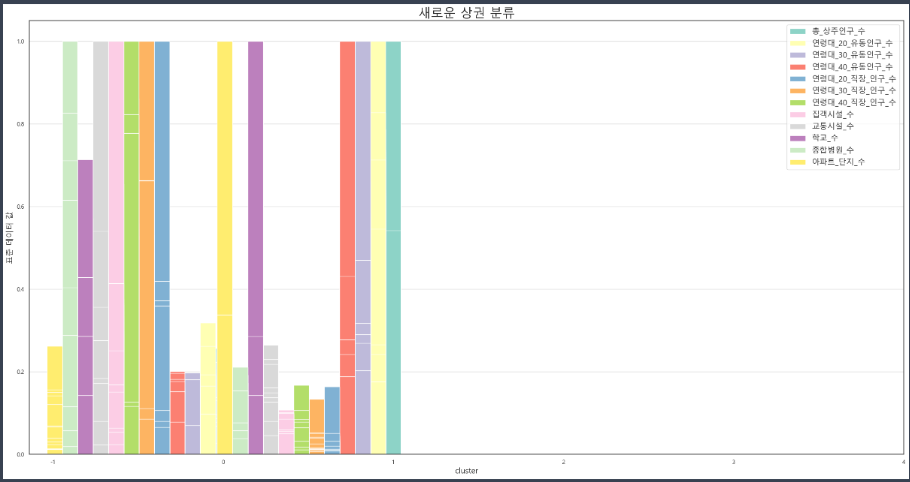 새로운 상권 분류
총_상주인구_수
연령대_20_유동인구_수
연령대_30_유동인구_수
연령대_40_유동인구_수
연령대_20_직장_인구_수
연령대_30_직장_인구_수
연령대_40_직장_인구_수
집객시설_수
교통시설_수
학교_수
종합병원_수
아파트_단지_수
표준 데이터 값
1.0
0.8
0.6
0.4
0.2
0.0
-1
0
1
2
3
4
cluster